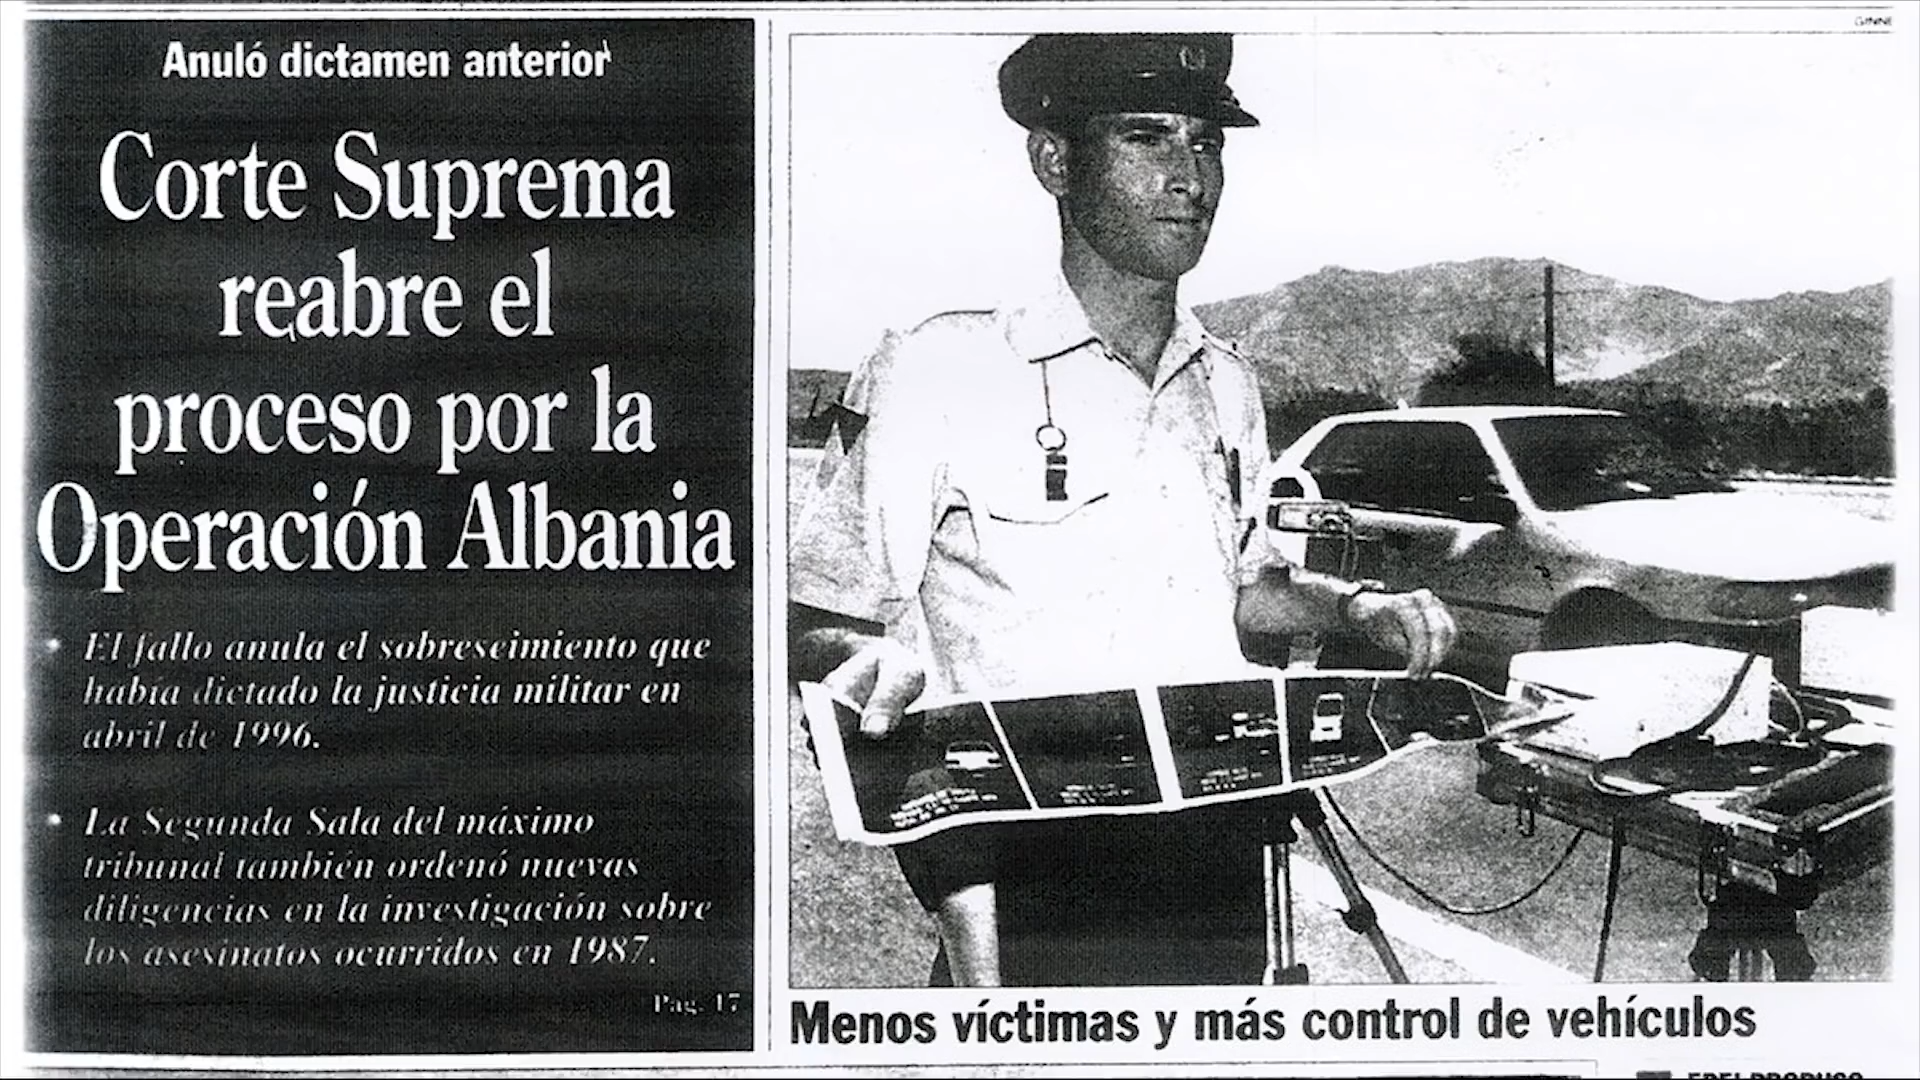 Anuló dictamen anterior
Corte Suprema
reabre el
proceso por la
Operación Albania
El fallo anula el sobreseimiento que
había dictado la justicia militar en
abril de 1996.
La Segunda Sala del máximo
tribunal también ordenó nuevas
diligencias en la investigación sobre
los asesinatos ocurridos en 1987.
Pag. 17
Menos víctimas y más control de vehículos